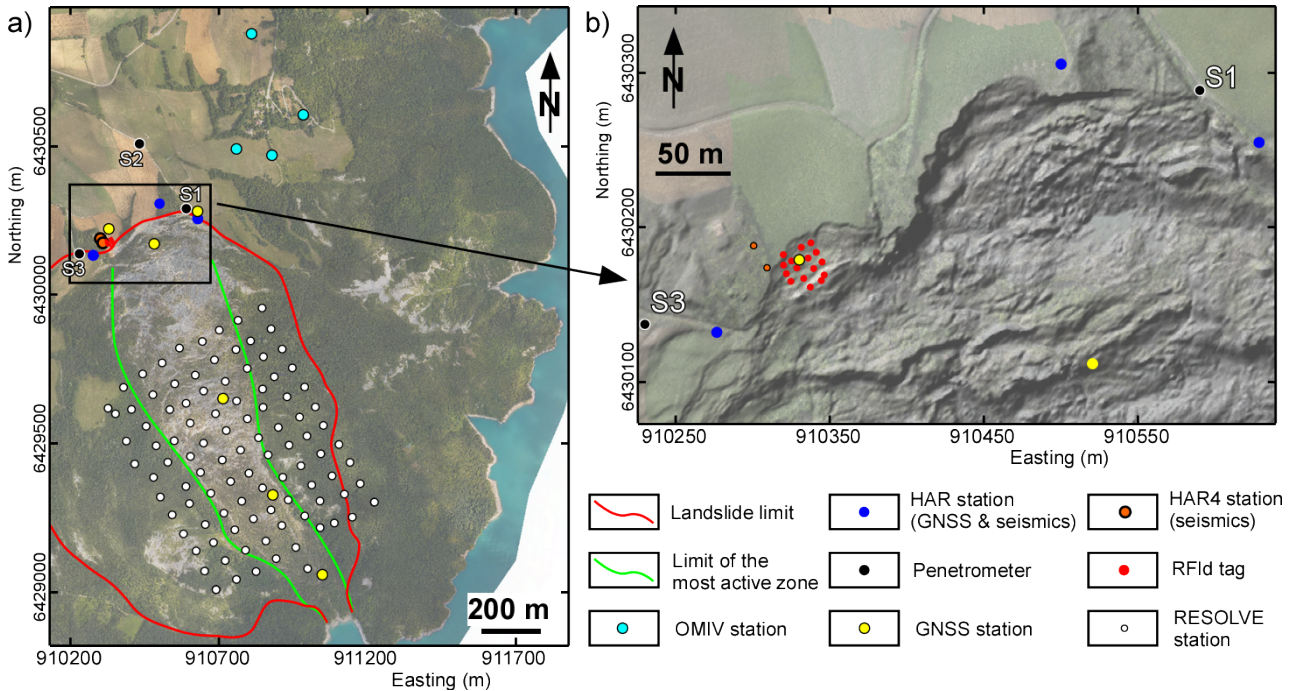 a)
N
Northing (m)
6430500
6430000
6429500
6429000
S2
S1
S3
200 m
910200
910700
911200
911700
Easting (m)
b)
N
Northing (m)
6430300
6430200
6430100
50 m
S1
S3
910250
910350
910450
910550
Easting (m)
Landslide limit
HAR station
(GNSS & seismics)
HAR4 station
(seismics)
Limit of the
most active zone
Penetrometer
RFId tag
OMIV station
GNSS station
RESOLVE
station